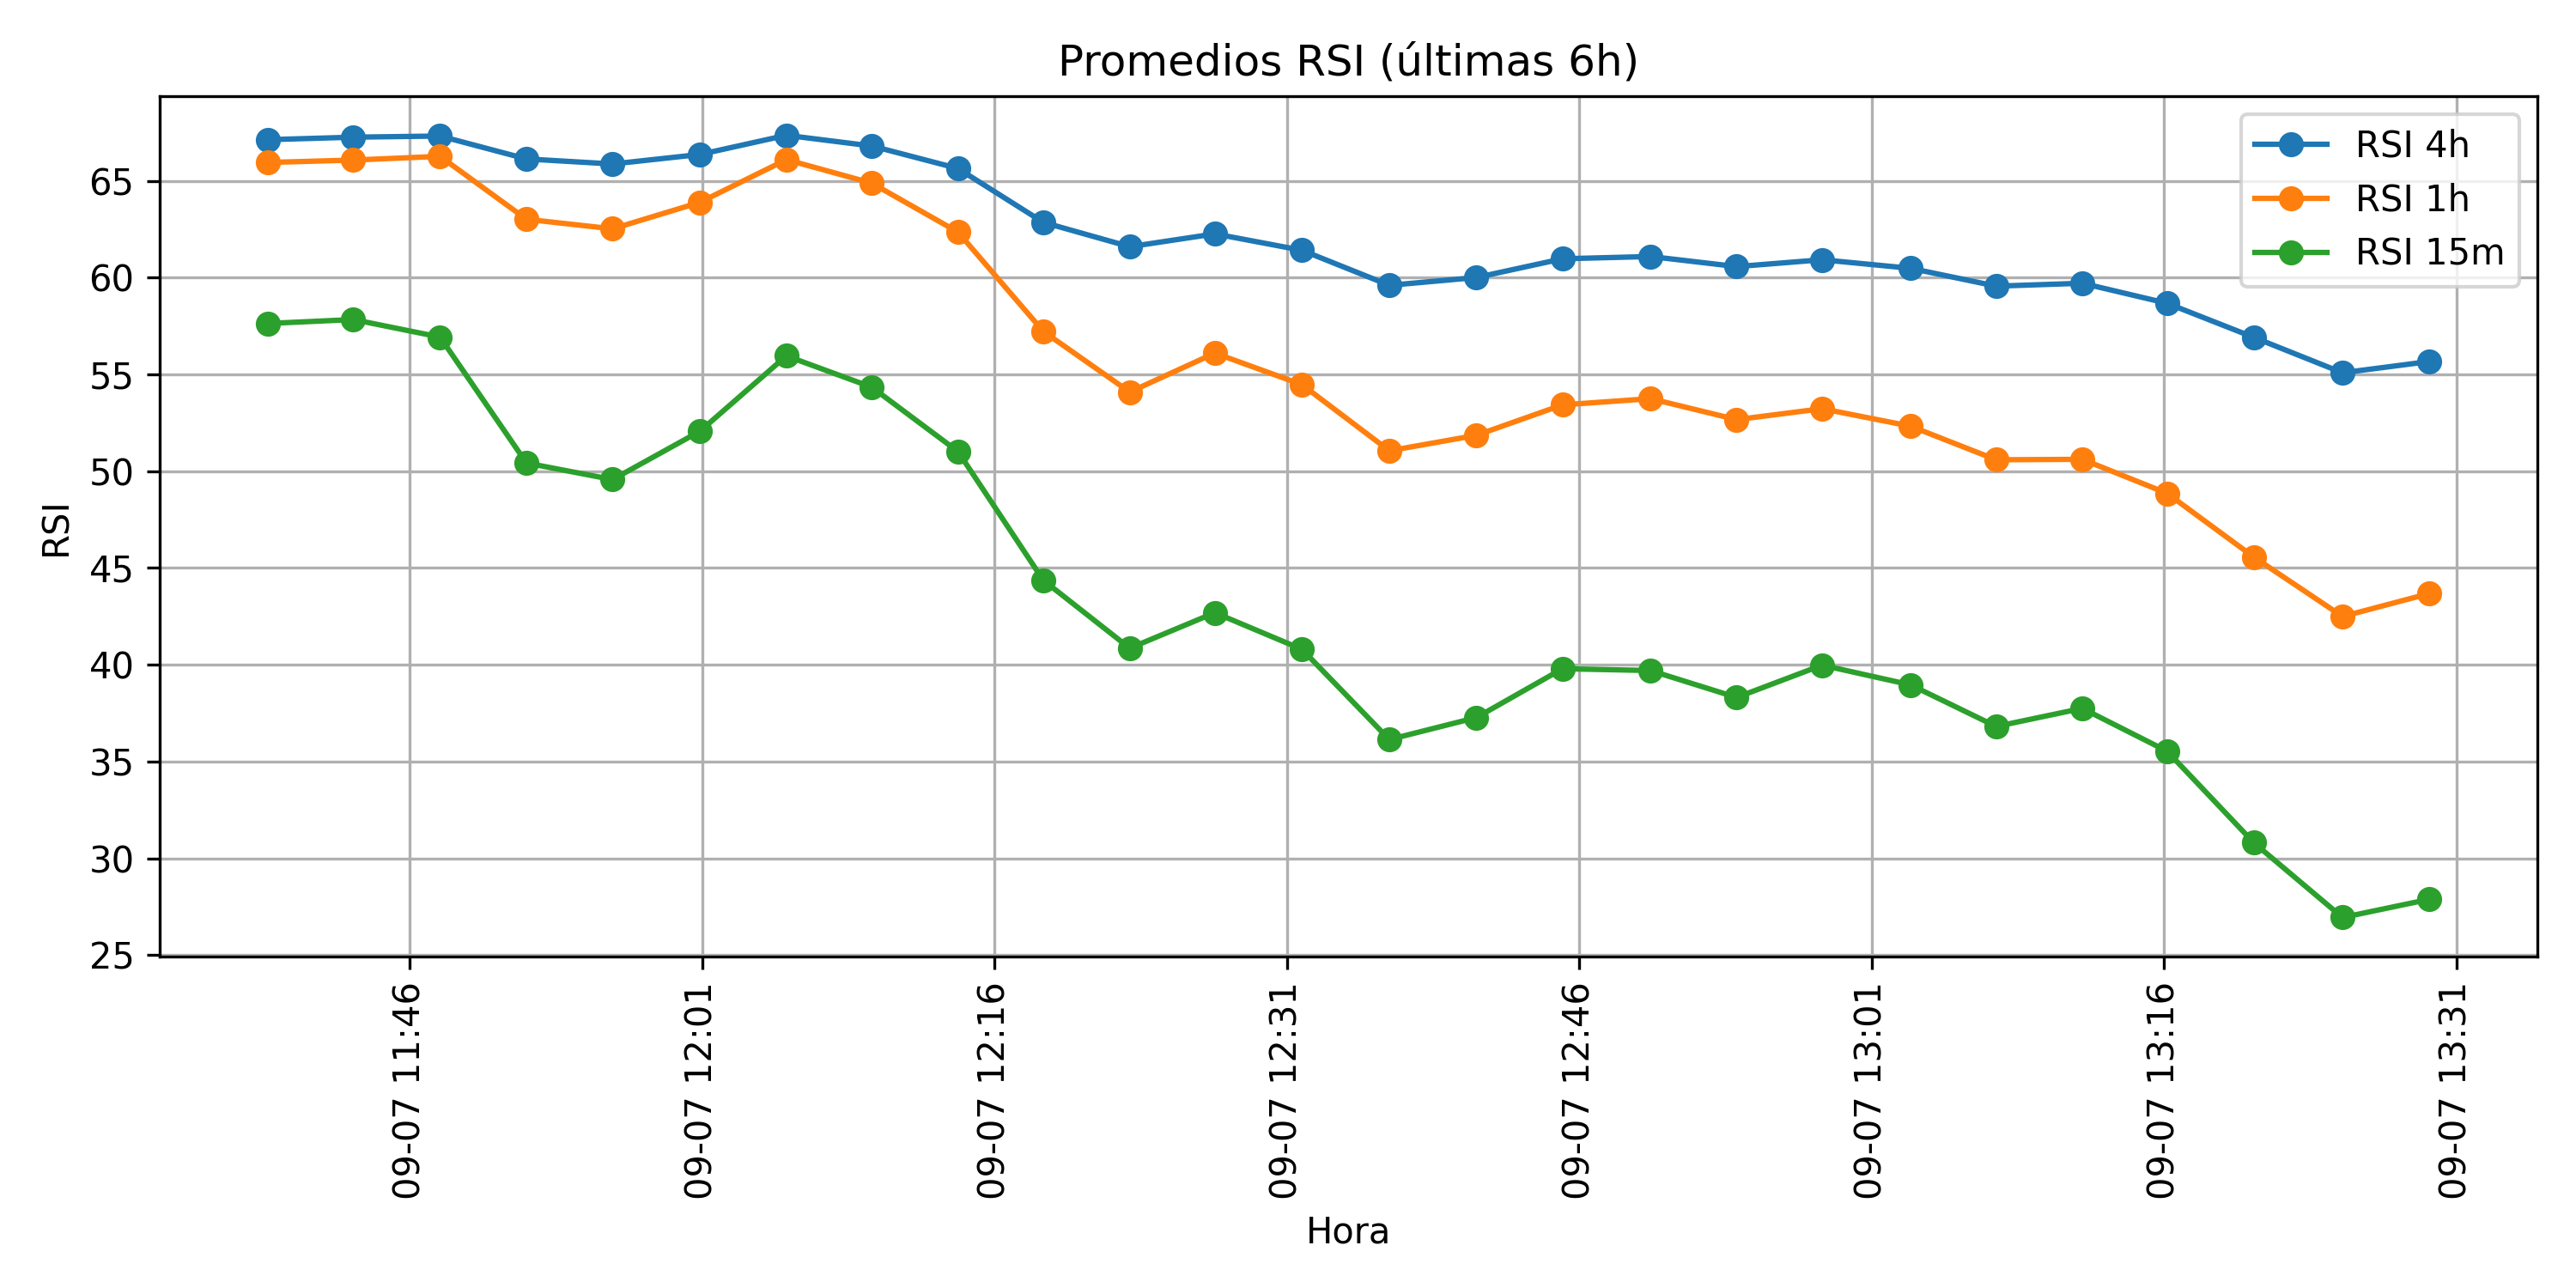 Promedios RSI (últimas 6h)
RSI 4h
RSI 1h
RSI 15m
RSI
65
60
55
50
45
40
35
30
25
09-07 11:46
09-07 12:01
09-07 12:16
09-07 12:31
09-07 12:46
09-07 13:01
09-07 13:16
09-07 13:31
Hora